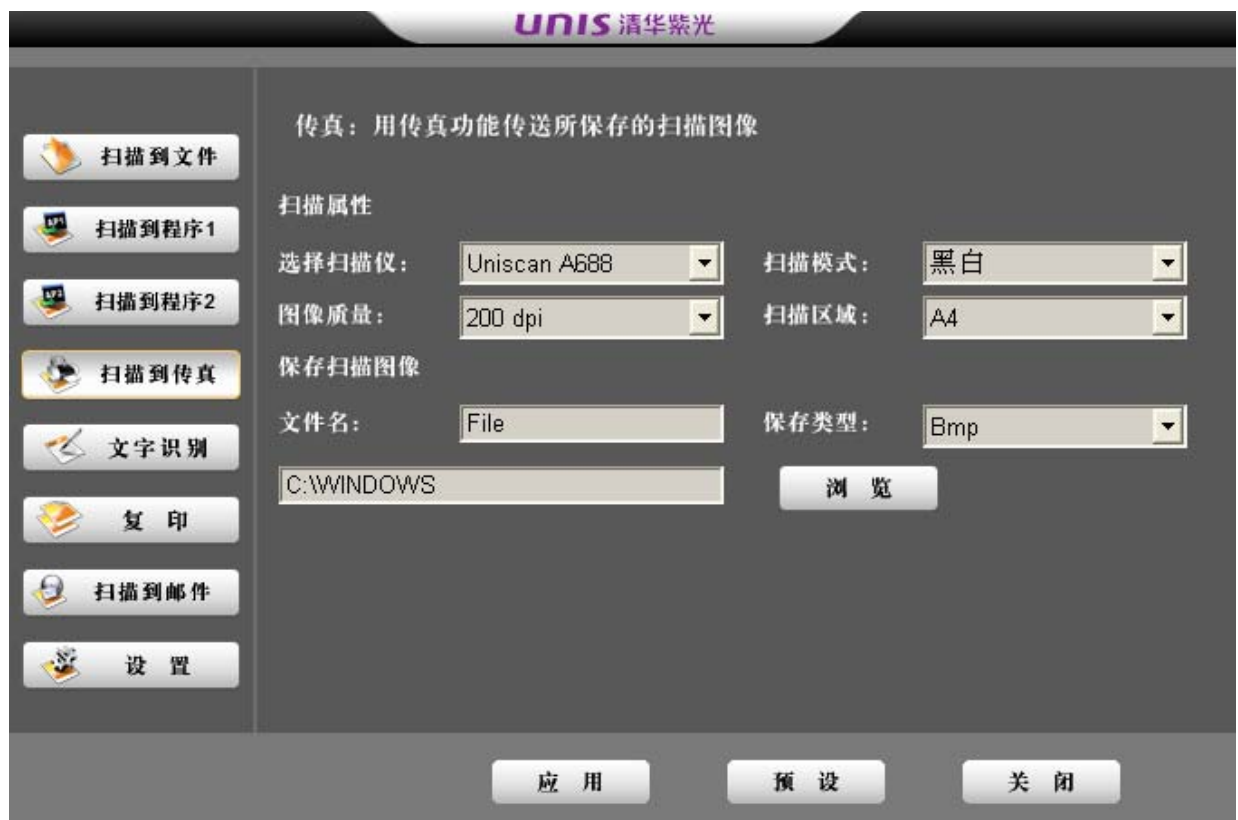 UNIS 清华紫光
传真：用传真功能传送所保存的扫描图像
扫描到文件
扫描到程序1
扫描到程序2
扫描到传真
文字识别
复 印
扫描到邮件
设 置
扫描属性
选择扫描仪： Uniscan A688 扫描模式： 黑白
图像质量： 200 dpi 扫描区域： A4
保存扫描图像
文件名： File 保存类型： Bmp
C:\WINDOWS 浏 览
应 用 预 设 关 闭